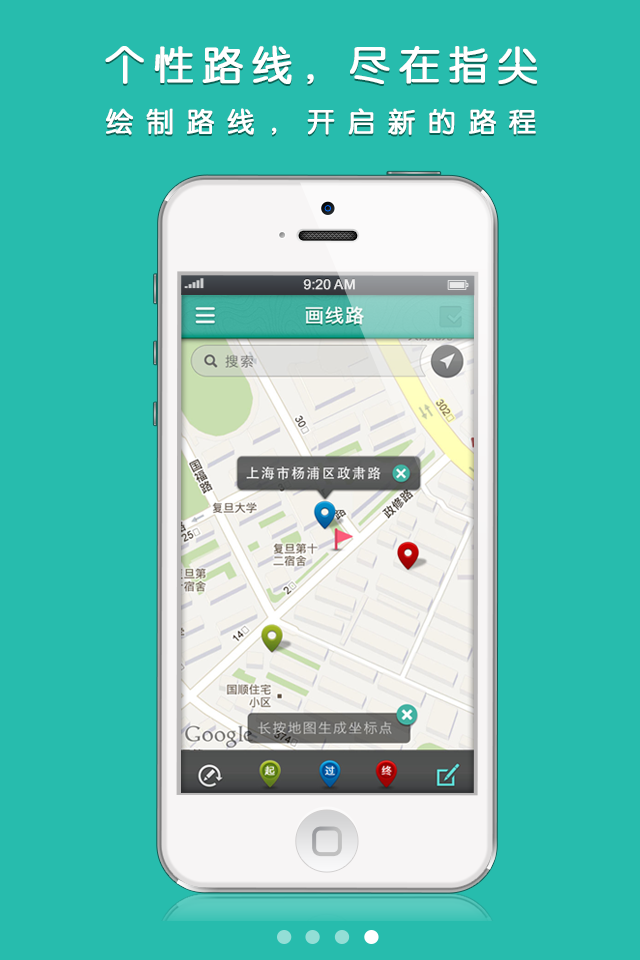 个性路线，尽在指尖
绘制路线，开启新的路程
9:20 AM
画线路
搜索
302
30
国福路
上海市杨浦区政肃路
复旦大学
路
政修路
25
复旦第十
二宿舍
旦第
宿舍
2
14
国顺住宅
小区
Google
长按地图生成坐标点
374
起
过
终